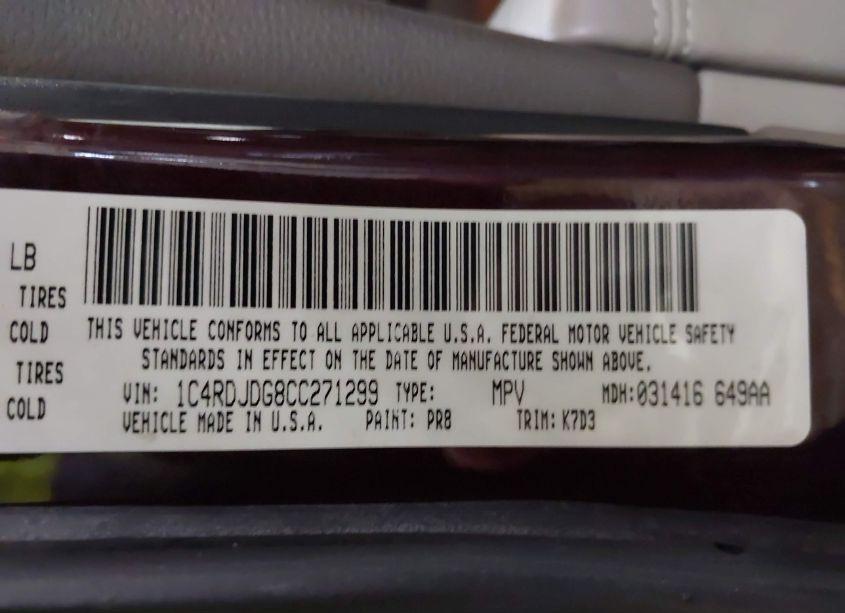 LB
TIRES
COLD
TIRES
COLD
THIS VEHICLE CONFORMS TO ALL APPLICABLE U.S.A. FEDERAL MOTOR VEHICLE SAFETY
STANDARDS IN EFFECT ON THE DATE OF MANUFACTURE SHOWN ABOVE.
VIN: 1C4RDJDG8CC271299 TYPE: MPV MDH:031416 649AA
VEHICLE MADE IN U.S.A. PAINT: PR8 TRIM: K7D3